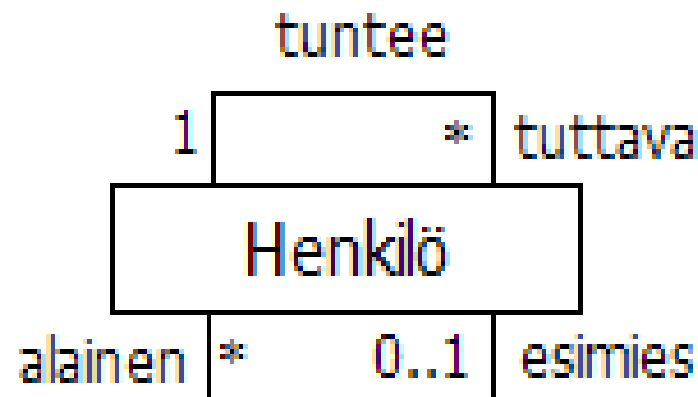 tuntee
1 * tuttava
Henkilö
alainen * 0..1 esimies